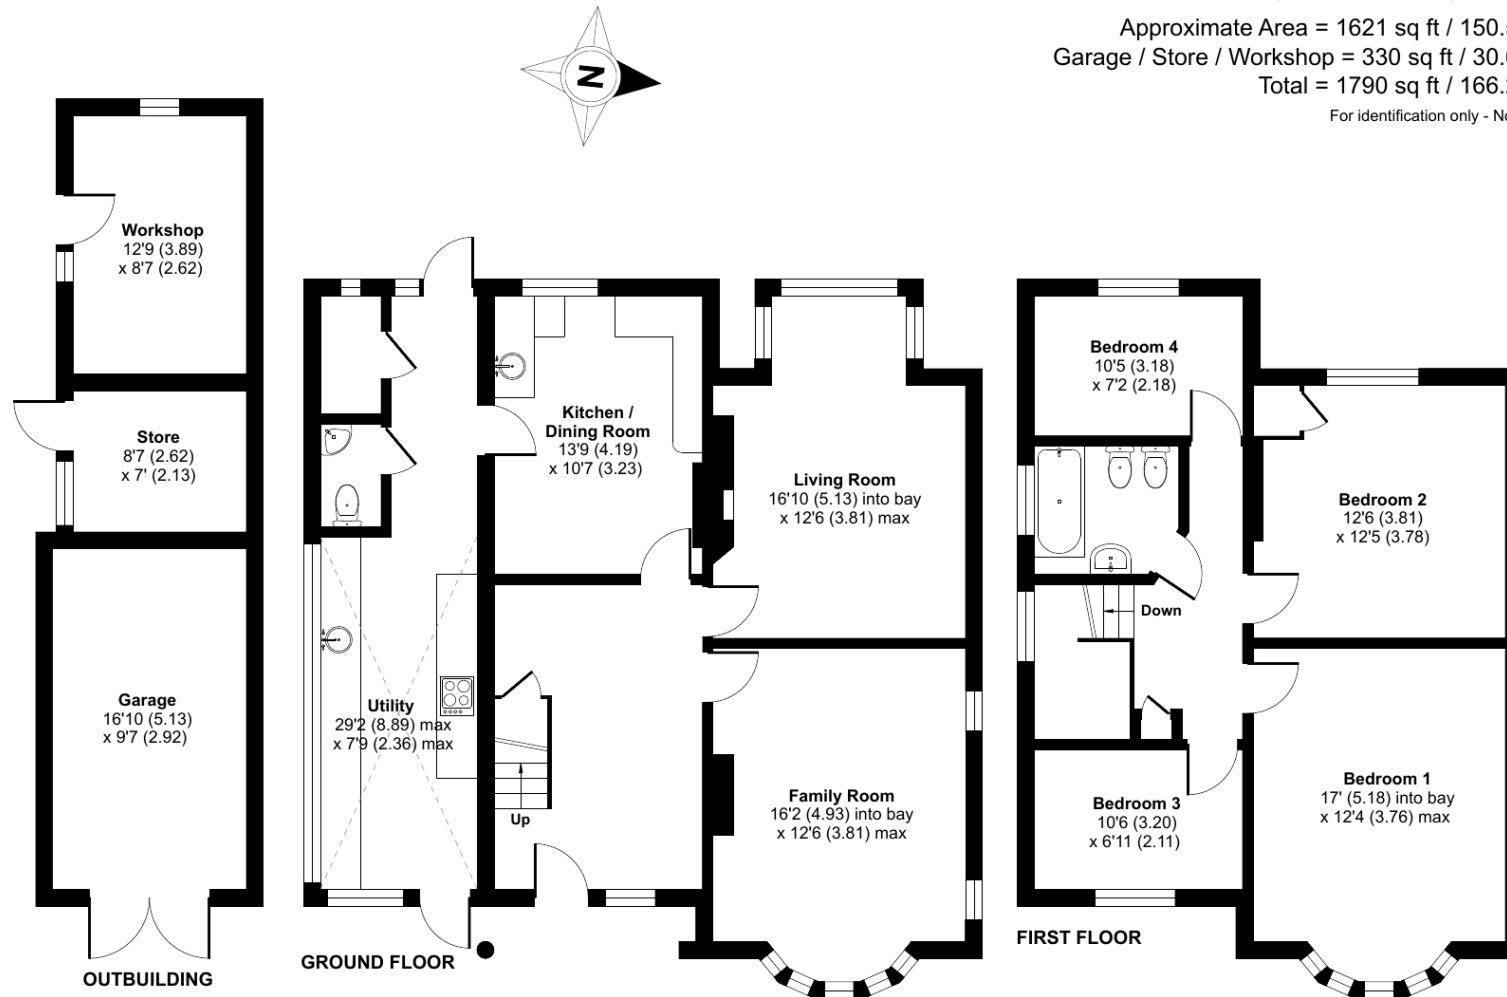 Approximate Area = 1621 sq ft / 150.
Garage / Store / Workshop = 330 sq ft / 30.
Total = 1790 sq ft / 166.
For identification only - No
N
Workshop
12'9 (3.89)
x 8'7 (2.62)
Store
8'7 (2.62)
x 7' (2.13)
Garage
16'10 (5.13)
x 9'7 (2.92)
OUTBUILDING
Kitchen /
Dining Room
13'9 (4.19)
x 10'7 (3.23)
Living Room
16'10 (5.13) into bay
x 12'6 (3.81) max
Utility
29'2 (8.89) max
x 7'9 (2.36) max
Up
Family Room
16'2 (4.93) into bay
x 12'6 (3.81) max
GROUND FLOOR
Bedroom 4
10'5 (3.18)
x 7'2 (2.18)
Bedroom 2
12'6 (3.81)
x 12'5 (3.78)
Down
Bedroom 3
10'6 (3.20)
x 6'11 (2.11)
Bedroom 1
17' (5.18) into bay
x 12'4 (3.76) max
FIRST FLOOR